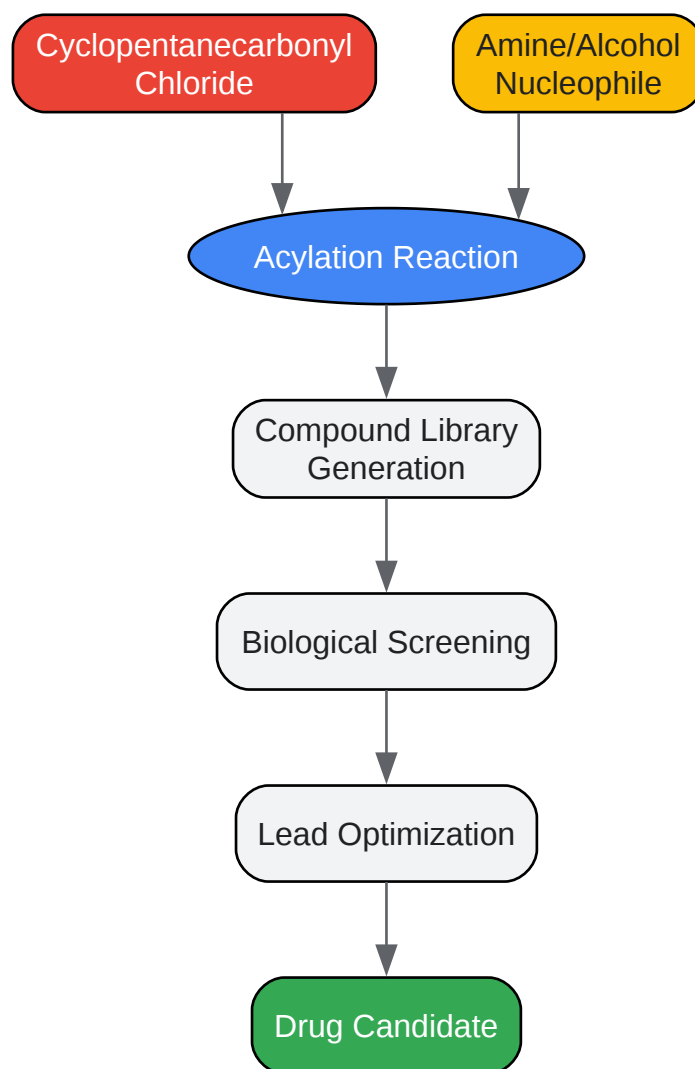 Cyclopentanecarbonyl
Chloride
Amine/Alcohol
Nucleophile
Acylation Reaction
Compound Library
Generation
Biological Screening
Lead Optimization
Drug Candidate